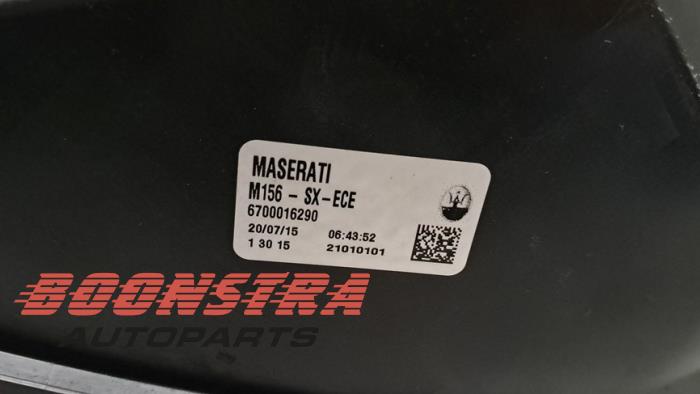 MASERATI
M156 - SX-ECE
6700016290
20/07/15 06:43:52
1 30 15 21010101
BOONSTRA
AUTOPARTS